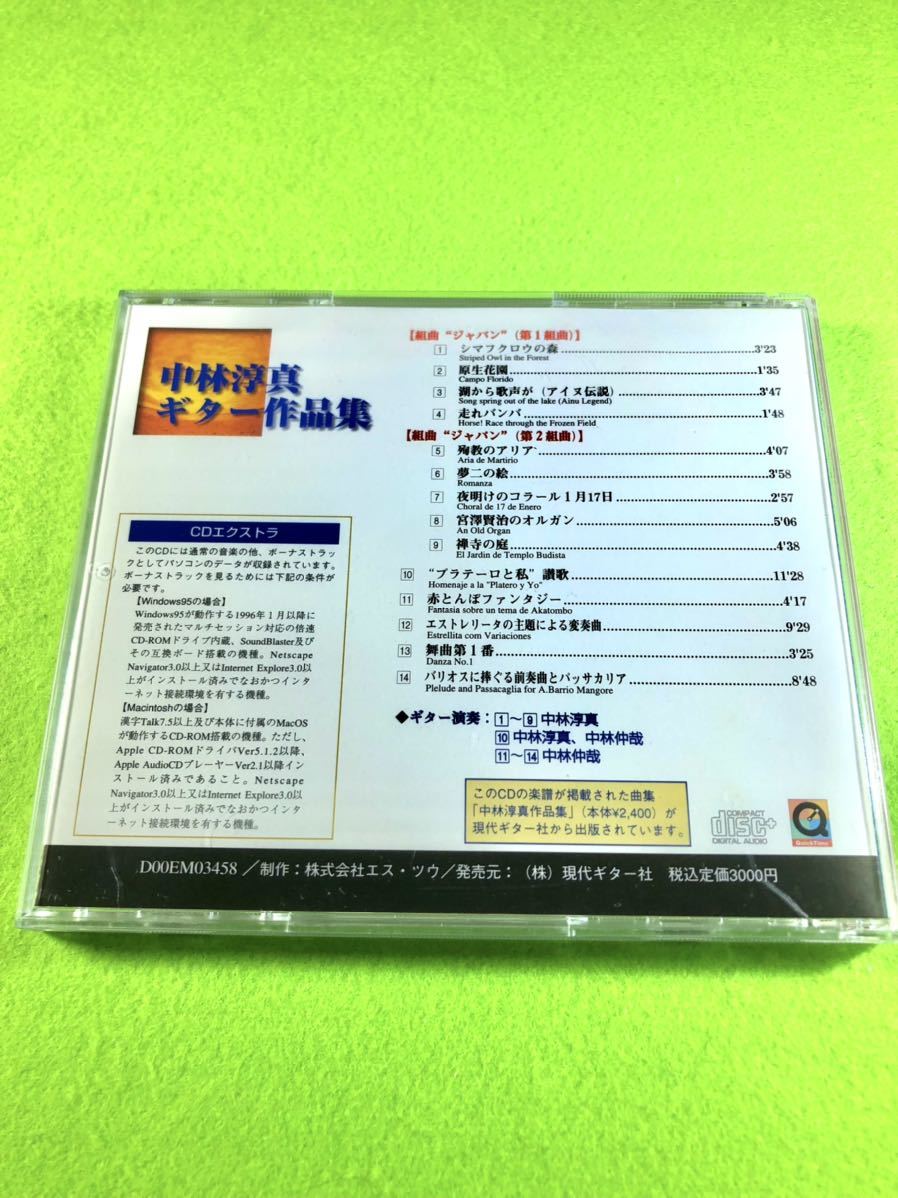 中林淳真
ギター作品集
【組曲“ジャパン”(第1組曲)】
1 シマフクロウの森 3'23
Striped Owl in the Forest
2 原生花園 1'35
Campo Florido
3 湖から歌声が（アイヌ伝説） 3'47
Song spring out of the lake (Ainu Legend)
4 走れバンバ 1'48
Horse! Race through the Frozen Field
【組曲“ジャパン”(第2組曲)】
5 殉教のアリア 4'07
Aria de Martirio
6 夢二の絵 3'58
Romanza
7 夜明けのコラール1月17日 2'57
Choral de 17 de Enero
8 宮澤賢治のオルガン 5'06
An Old Organ
9 禅寺の庭 4'38
El Jardin de Templo Budista
10 “プラテーロと私”讃歌 11'28
Homenaje a la "Platero y Yo"
11 赤とんぼファンタジー 4'17
Fantasia sobre un tema de Akatombo
12 エストレリータの主題による変奏曲 9'29
Estrellita com Variaciones
13 舞曲第1番 3'25
Danza No.1
14 バリオスに捧ぐる前奏曲とパッサカリア 8'48
Plelude and Passacaglia for A.Barrio Mangore
◆ギター演奏：1〜9 中林淳真
10 中林淳真、中林仲哉
11〜14 中林仲哉
CDエクストラ
このCDには通常の音楽の他、ボーナストラッ
クとしてパソコンのデータが収録されています。
ボーナストラックを見るためには下記の条件が
必要です。
【Windows95の場合】
Windows95が動作する1996年1月以降に
発売されたマルチセッション対応の倍速
CD-ROMドライブ内蔵、SoundBlaster及び
その互換ボード搭載の機種。Netscape
Navigator3.0以上又はInternet Explore3.0以
上がインストール済みでなおかつインタ
ーネット接続環境を有する機種。
【Macintoshの場合】
漢字Talk7.5以上及び本体に付属のMacOS
が動作するCD-ROM搭載の機種。ただし、
Apple CD-ROMドライバVer5.1.2以降、
Apple AudioCDプレーヤーVer2.1以降イン
ストール済みであること。Netscape
Navigator3.0以上又はInternet Explore3.0以
上がインストール済みでなおかつインタ
ーネット接続環境を有する機種。
このCDの楽譜が掲載された曲集
「中林淳真作品集」（本体¥2,400）が
現代ギター社から出版されています。
COMPACT
disc+
DIGITAL AUDIO
QuickTime
D00EM03458／制作：株式会社エス・ツウ／発売元：（株）現代ギター社 税込定価3000円